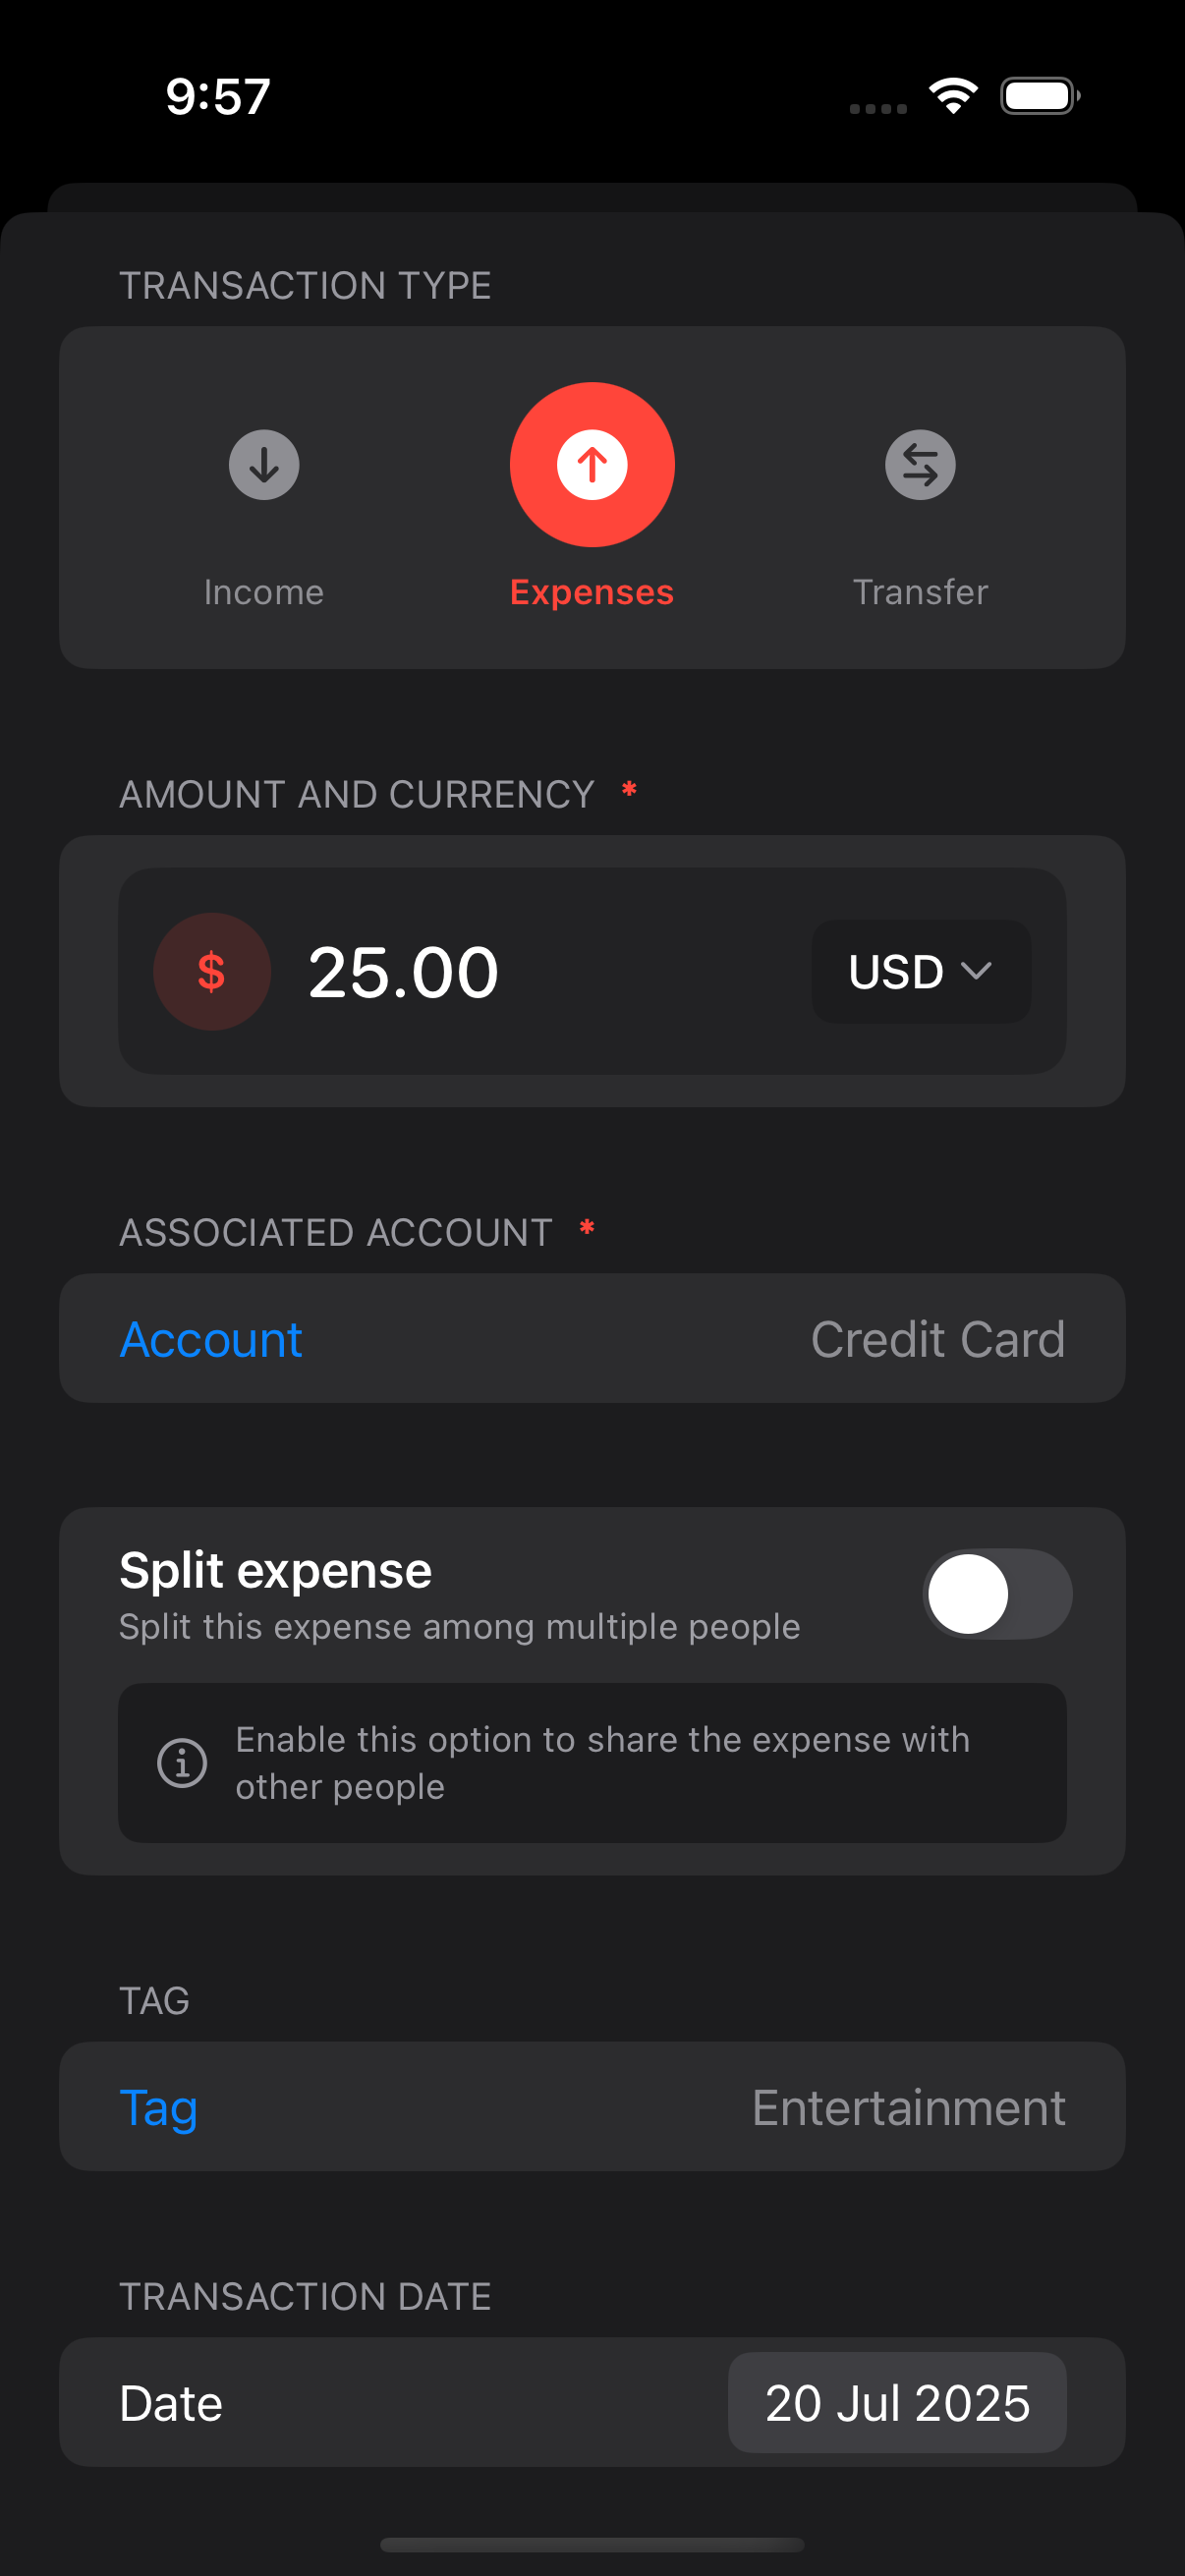 9:57
TRANSACTION TYPE
Income
Expenses
Transfer
AMOUNT AND CURRENCY *
$ 25.00 USD
ASSOCIATED ACCOUNT *
Account Credit Card
Split expense
Split this expense among multiple people
Enable this option to share the expense with
other people
TAG
Tag Entertainment
TRANSACTION DATE
Date 20 Jul 2025